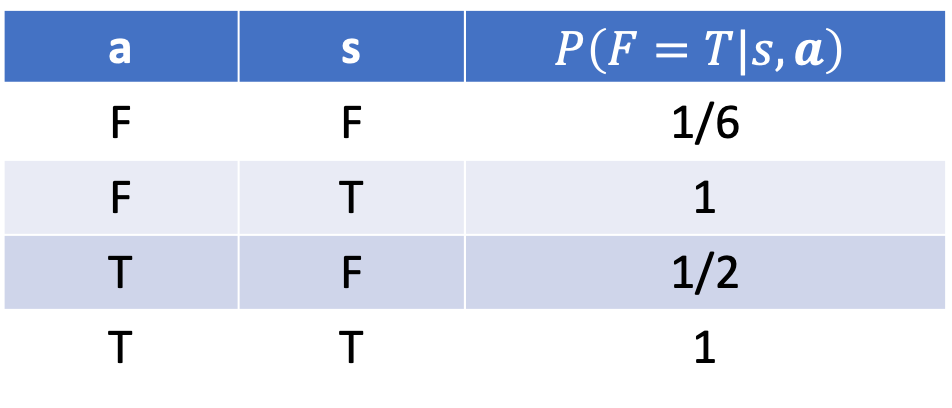 a s P(F = T|s, a)
F F 1/6
F T 1
T F 1/2
T T 1